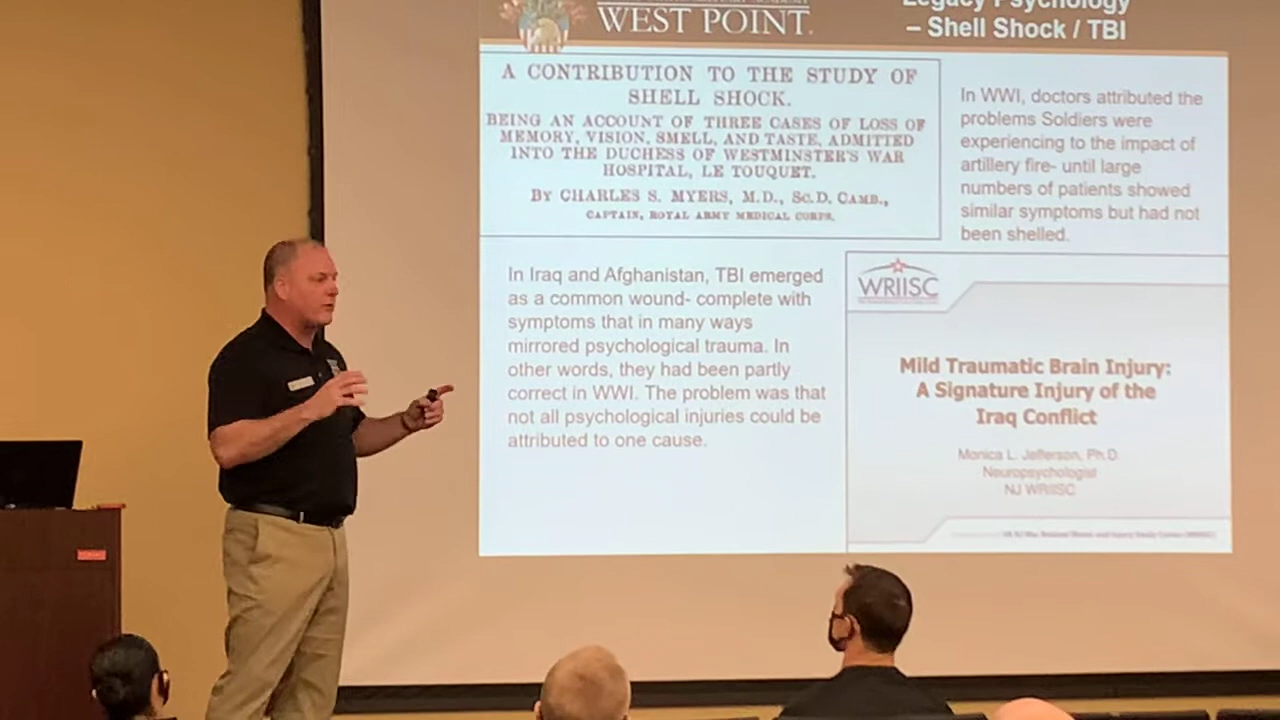 WEST POINT.
Legacy Psychology
– Shell Shock / TBI
A CONTRIBUTION TO THE STUDY OF
SHELL SHOCK.
BEING AN ACCOUNT OF THREE CASES OF LOSS OF
MEMORY, VISION, SMELL, AND TASTE, ADMITTED
INTO THE DUCHESS OF WESTMINSTER'S WAR
HOSPITAL, LE TOUQUET.
BY CHARLES S. MYERS, M.D., SC.D. CAMB.,
CAPTAIN, ROYAL ARMY MEDICAL CORPS.
In WWI, doctors attributed the
problems Soldiers were
experiencing to the impact of
artillery fire- until large
numbers of patients showed
similar symptoms but had not
been shelled.
In Iraq and Afghanistan, TBI emerged
as a common wound- complete with
symptoms that in many ways
mirrored psychological trauma. In
other words, they had been partly
correct in WWI. The problem was that
not all psychological injuries could be
attributed to one cause.
WRIISC
Mild Traumatic Brain Injury:
A Signature Injury of the
Iraq Conflict
Monica L. Jefferson, Ph.D.
Neuropsychologist
NJ WRIISC